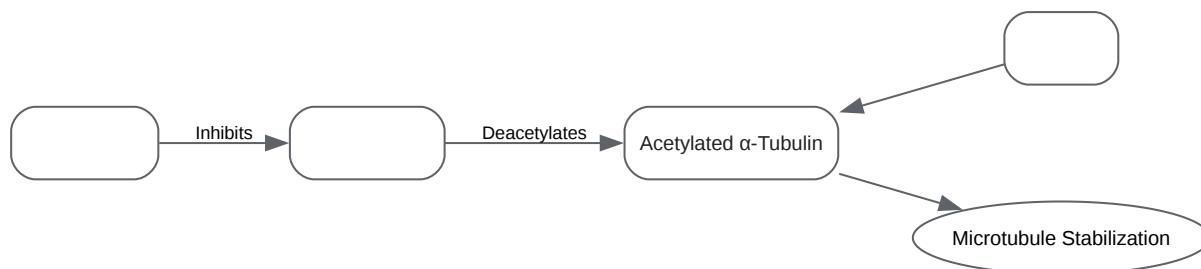 Inhibits
Deacetylates
Acetylated α-Tubulin
Microtubule Stabilization